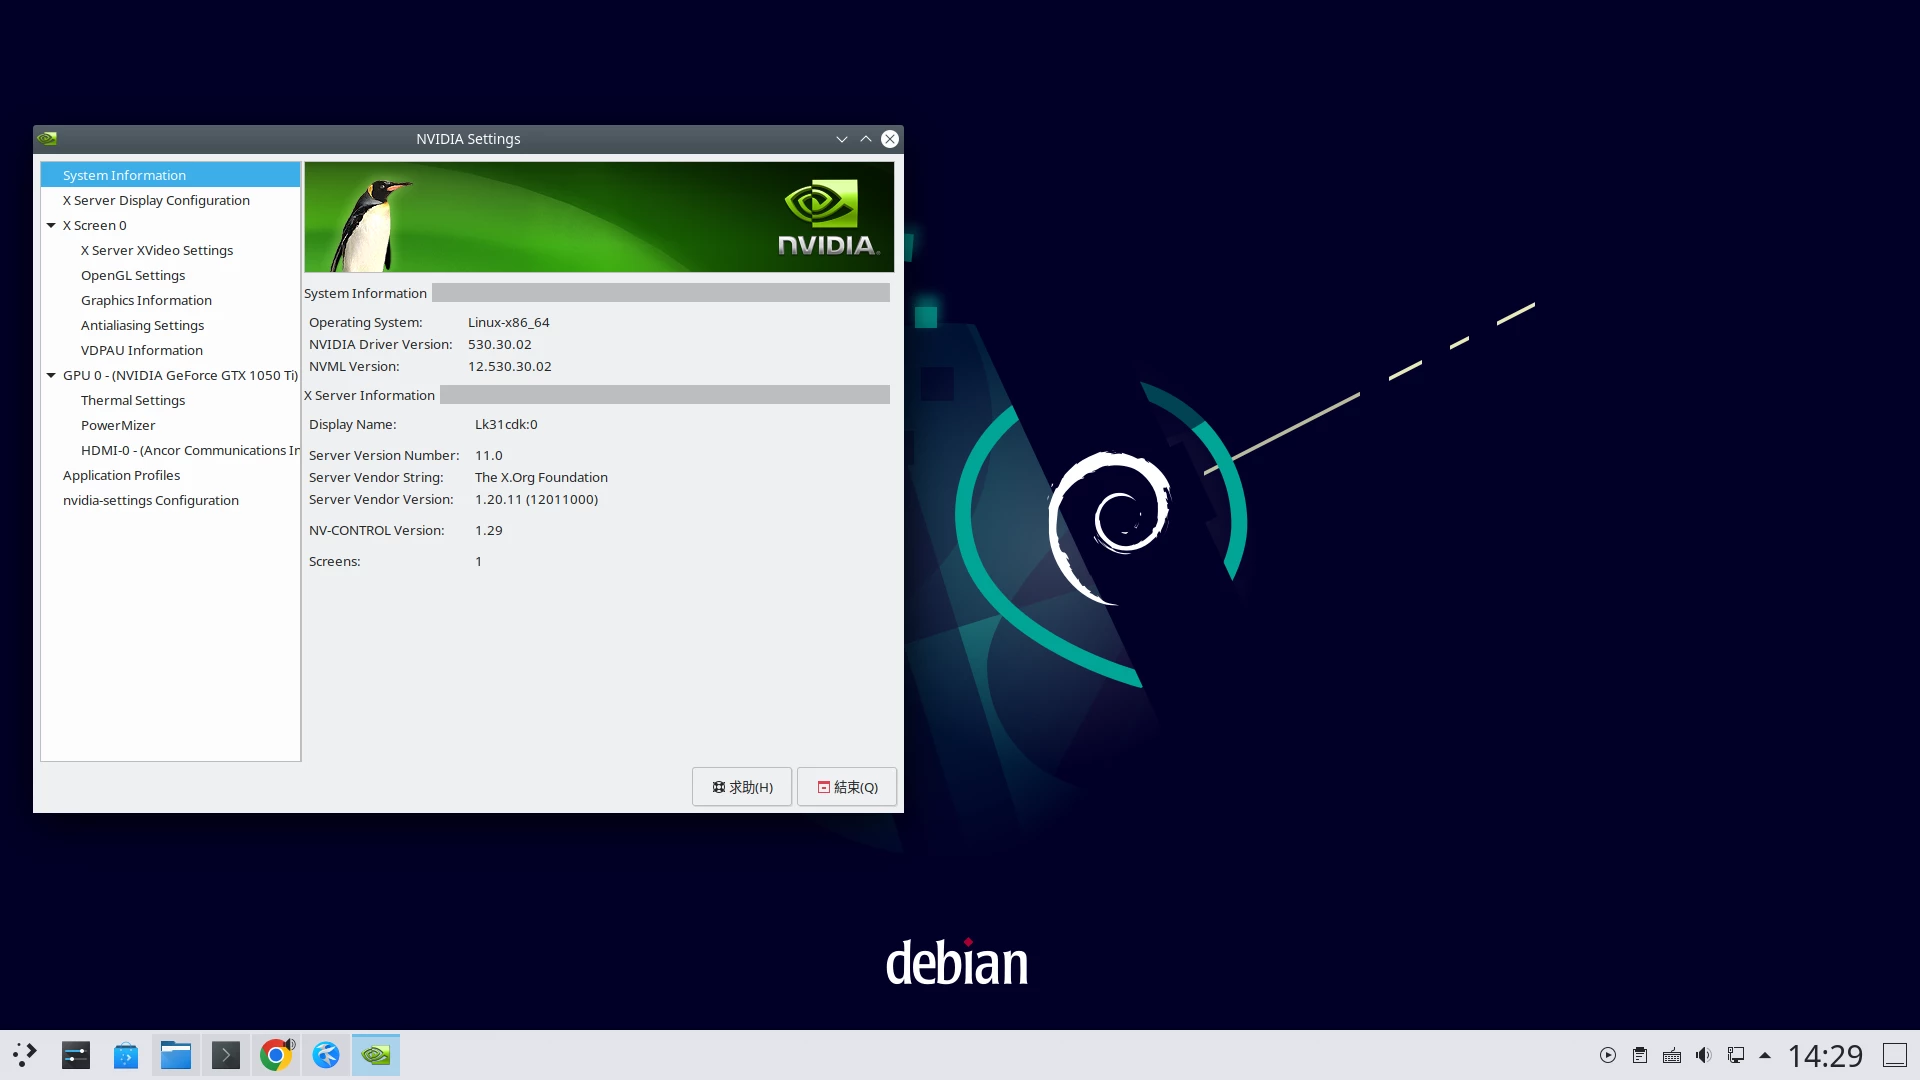 NVIDIA Settings
System Information
X Server Display Configuration
X Screen 0
X Server XVideo Settings
OpenGL Settings
Graphics Information
Antialiasing Settings
VDPAU Information
GPU 0 - (NVIDIA GeForce GTX 1050 Ti)
Thermal Settings
PowerMizer
HDMI-0 - (Ancor Communications In
Application Profiles
nvidia-settings Configuration
NVIDIA.
System Information
Operating System: Linux-x86_64
NVIDIA Driver Version: 530.30.02
NVML Version: 12.530.30.02
X Server Information
Display Name: Lk31cdk:0
Server Version Number: 11.0
Server Vendor String: The X.Org Foundation
Server Vendor Version: 1.20.11 (12011000)
NV-CONTROL Version: 1.29
Screens: 1
求助(H) 結束(Q)
debian
14:29